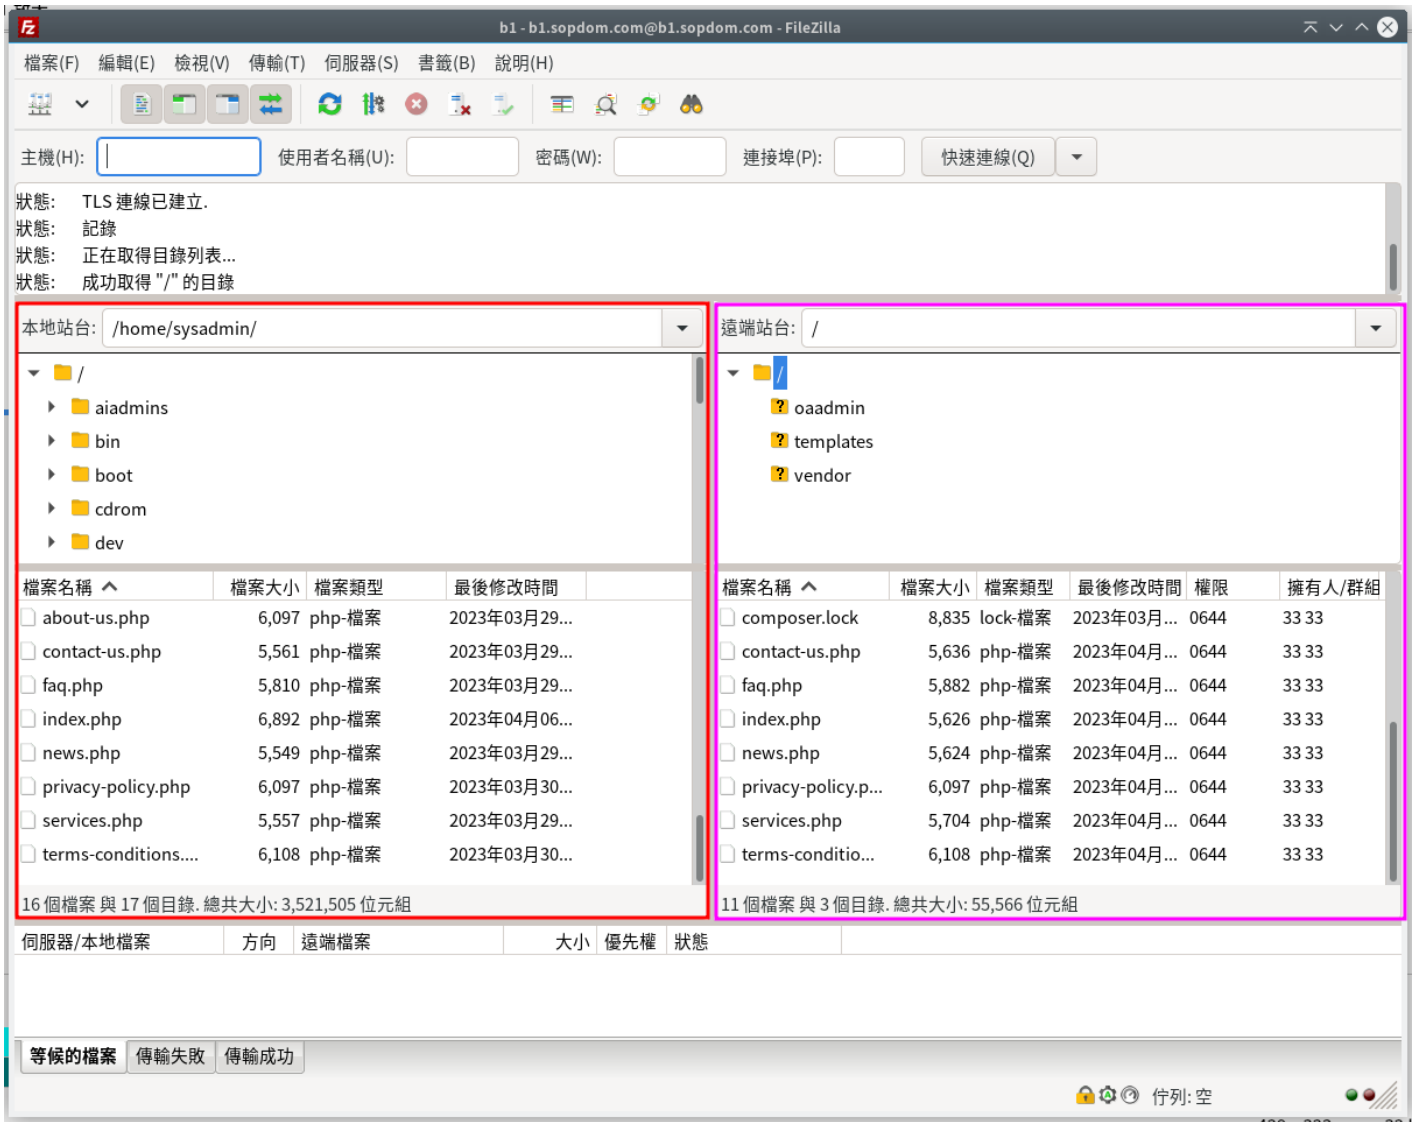 b1 - b1.sopdom.com@b1.sopdom.com - FileZilla
檔案(F) 編輯(E) 檢視(V) 傳輸(T) 伺服器(S) 書籤(B) 說明(H)
主機(H): 使用者名稱(U): 密碼(W): 連接埠(P): 快速連線(Q)
狀態: TLS 連線已建立.
狀態: 記錄
狀態: 正在取得目錄列表...
狀態: 成功取得 "/" 的目錄
本地站台: /home/sysadmin/
/
aiadmins
bin
boot
cdrom
dev
檔案名稱 檔案大小 檔案類型 最後修改時間
about-us.php 6,097 php-檔案 2023年03月29...
contact-us.php 5,561 php-檔案 2023年03月29...
faq.php 5,810 php-檔案 2023年03月29...
index.php 6,892 php-檔案 2023年04月06...
news.php 5,549 php-檔案 2023年03月29...
privacy-policy.php 6,097 php-檔案 2023年03月30...
services.php 5,557 php-檔案 2023年03月29...
terms-conditions.... 6,108 php-檔案 2023年03月30...
16 個檔案 與 17 個目錄. 總共大小: 3,521,505 位元組
遠端站台: /
/
oaadmin
templates
vendor
檔案名稱 檔案大小 檔案類型 最後修改時間 權限 擁有人/群組
composer.lock 8,835 lock-檔案 2023年03月... 0644 33 33
contact-us.php 5,636 php-檔案 2023年04月... 0644 33 33
faq.php 5,882 php-檔案 2023年04月... 0644 33 33
index.php 5,626 php-檔案 2023年04月... 0644 33 33
news.php 5,624 php-檔案 2023年04月... 0644 33 33
privacy-policy.p... 6,097 php-檔案 2023年04月... 0644 33 33
services.php 5,704 php-檔案 2023年04月... 0644 33 33
terms-conditio... 6,108 php-檔案 2023年04月... 0644 33 33
11 個檔案 與 3 個目錄. 總共大小: 55,566 位元組
伺服器/本地檔案 方向 遠端檔案 大小 優先權 狀態
等候的檔案 傳輸失敗 傳輸成功
佇列: 空